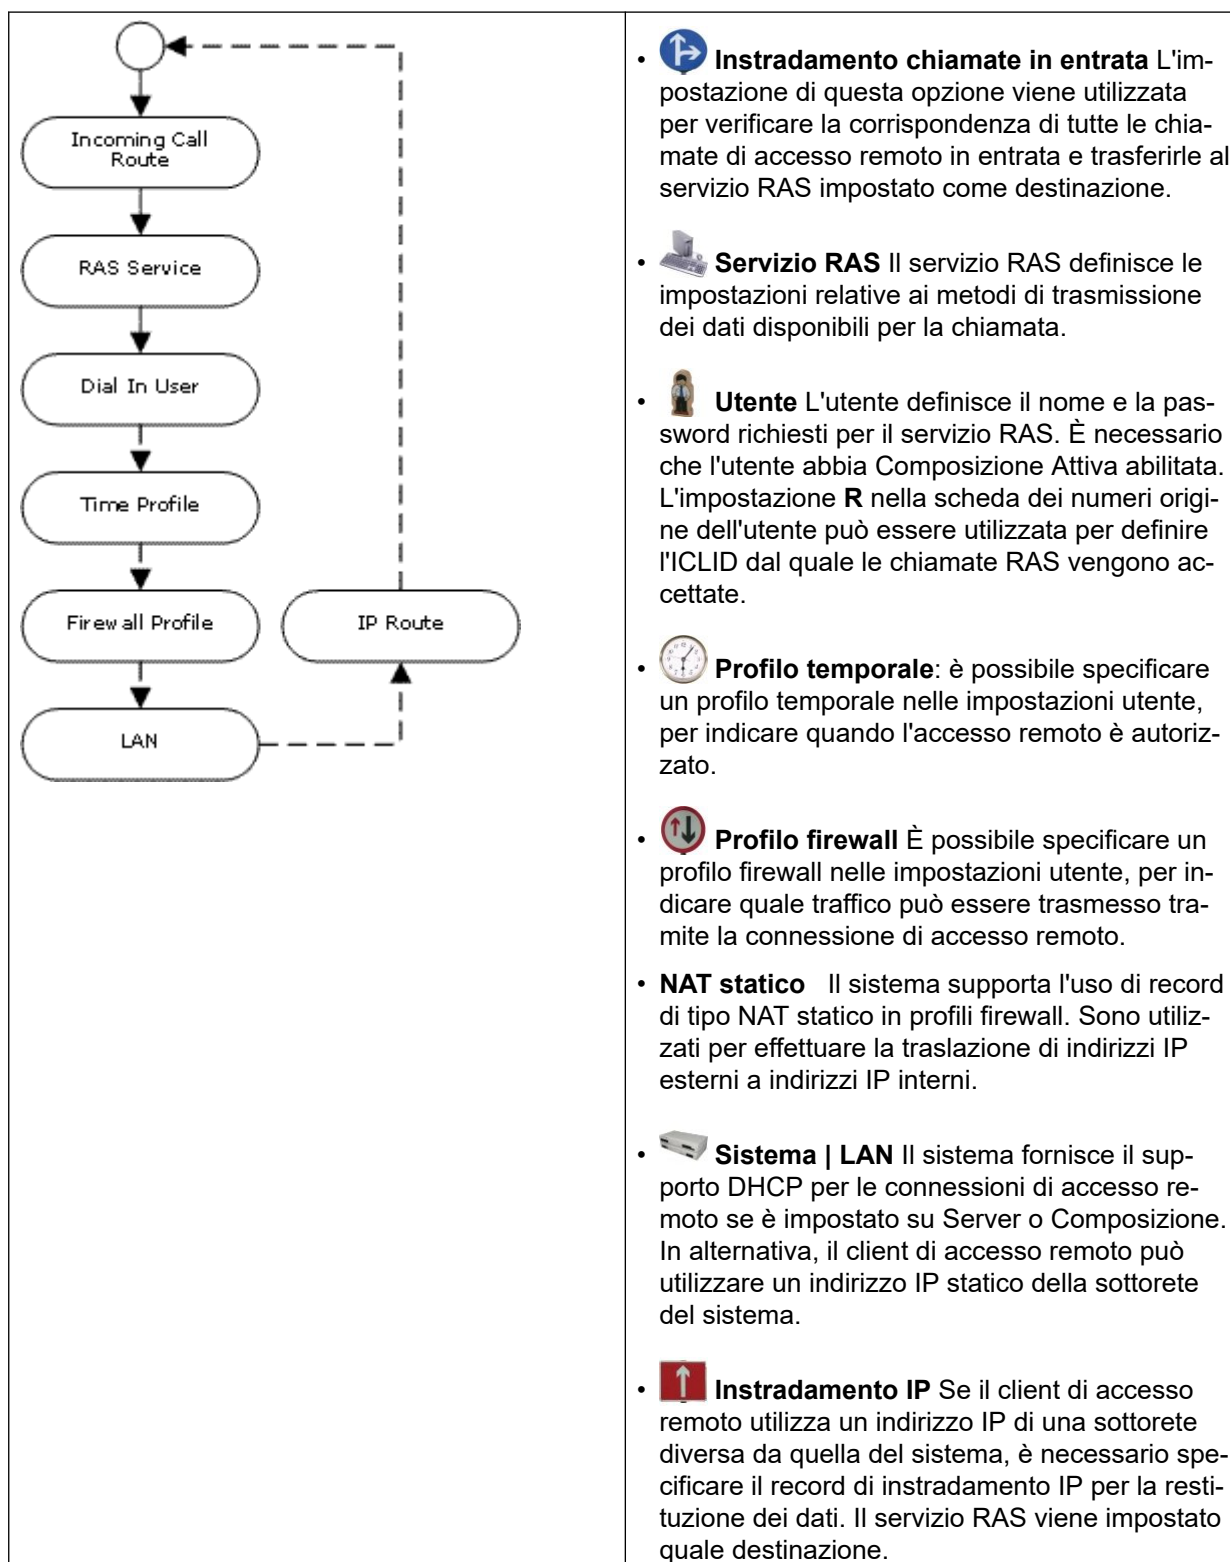 Incoming Call
Route
RAS Service
Dial In User
Time Profile
Firewall Profile
IP Route
LAN
• Instradamento chiamate in entrata L'im-
postazione di questa opzione viene utilizzata
per verificare la corrispondenza di tutte le chia-
mate di accesso remoto in entrata e trasferirle al
servizio RAS impostato come destinazione.
• Servizio RAS Il servizio RAS definisce le
impostazioni relative ai metodi di trasmissione
dei dati disponibili per la chiamata.
• Utente L'utente definisce il nome e la pas-
sword richiesti per il servizio RAS. È necessario
che l'utente abbia Composizione Attiva abilitata.
L'impostazione R nella scheda dei numeri origi-
ne dell'utente può essere utilizzata per definire
l'ICLID dal quale le chiamate RAS vengono ac-
cettate.
• Profilo temporale: è possibile specificare
un profilo temporale nelle impostazioni utente,
per indicare quando l'accesso remoto è autoriz-
zato.
• Profilo firewall È possibile specificare un
profilo firewall nelle impostazioni utente, per in-
dicare quale traffico può essere trasmesso tra-
mite la connessione di accesso remoto.
• NAT statico Il sistema supporta l'uso di record
di tipo NAT statico in profili firewall. Sono utiliz-
zati per effettuare la traslazione di indirizzi IP
esterni a indirizzi IP interni.
• Sistema | LAN Il sistema fornisce il sup-
porto DHCP per le connessioni di accesso re-
moto se è impostato su Server o Composizione.
In alternativa, il client di accesso remoto può
utilizzare un indirizzo IP statico della sottorete
del sistema.
• Instradamento IP Se il client di accesso
remoto utilizza un indirizzo IP di una sottorete
diversa da quella del sistema, è necessario spe-
cificare il record di instradamento IP per la resti-
tuzione dei dati. Il servizio RAS viene impostato
quale destinazione.